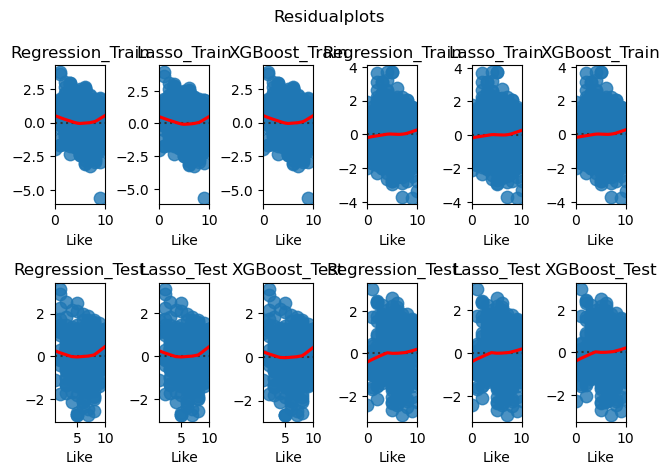 Residualplots
Regression_Train Lasso_Train XGBoost_Train Regression_Train Lasso_Train XGBoost_Train
2.5 2.5 2.5 4 4 4
2 2 2
0.0 0.0 0.0 0 0 0
−2.5 −2.5 −2.5 −2 −2 −2
−5.0 −5.0 −5.0 −4 −4 −4
0 10 0 10 0 10 0 10 0 10 0 10
Like Like Like Like Like Like
Regression_Test Lasso_Test XGBoost_Test Regression_Test Lasso_Test XGBoost_Test
2 2 2 2 2 2
0 0 0 0 0 0
−2 −2 −2 −2 −2 −2
5 10 5 10 5 10 0 10 0 10 0 10
Like Like Like Like Like Like